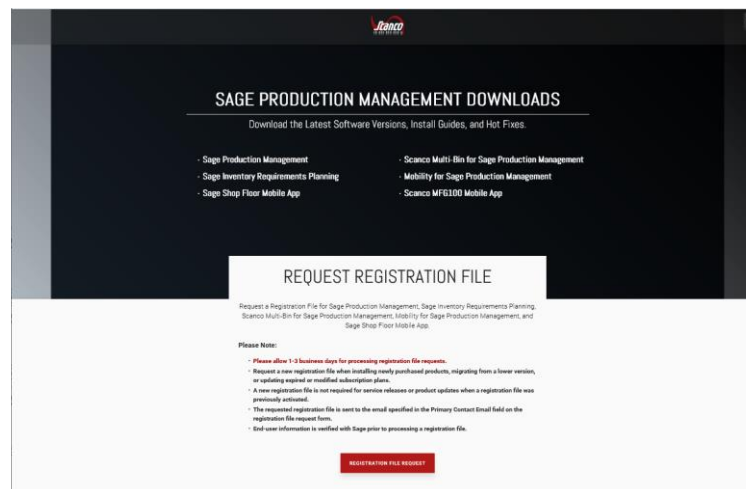 Scanco
SAGE PRODUCTION MANAGEMENT DOWNLOADS
Download the Latest Software Versions, Install Guides, and Hot Fixes.
- Sage Production Management
- Sage Inventory Requirements Planning
- Sage Shop Floor Mobile App
- Scanco Multi-Bin for Sage Production Management
- Mobility for Sage Production Management
- Scanco MFG100 Mobile App
REQUEST REGISTRATION FILE
Request a Registration File for Sage Production Management, Sage Inventory Requirements Planning,
Scanco Multi-Bin for Sage Production Management, Mobility for Sage Production Management, and
Sage Shop Floor Mobile App.
Please Note:
- Please allow 1-3 business days for processing registration file requests.
- Request a new registration file when installing newly purchased products, migrating from a lower version,
or updating expired or modified subscription plans.
- A new registration file is not required for service releases or product updates when a registration file was
previously activated.
- The requested registration file is sent to the email specified in the Primary Contact Email field on the
registration file request form.
- End-user information is verified with Sage prior to processing a registration file.
REGISTRATION FILE REQUEST